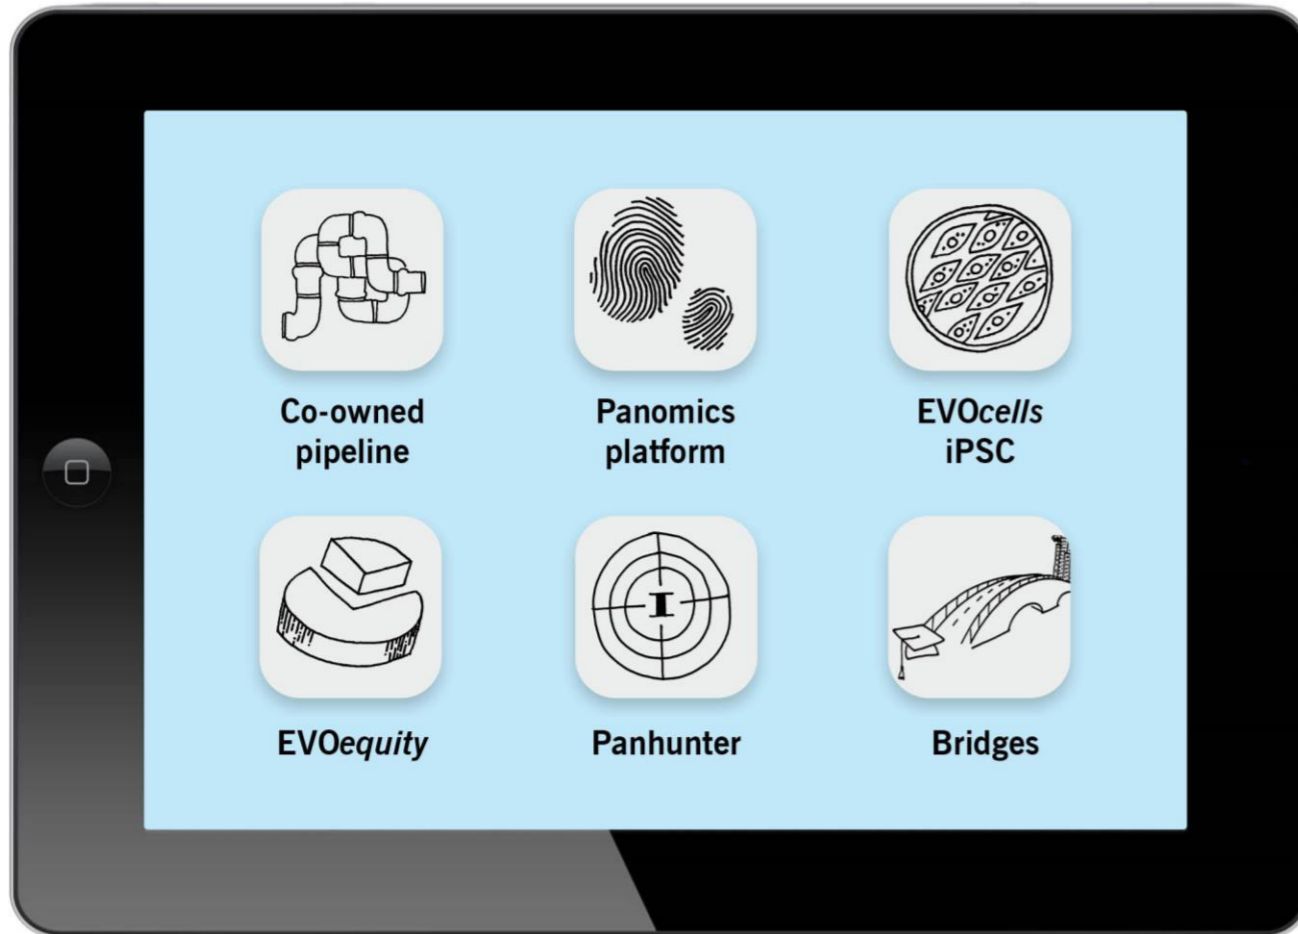 Co-owned
pipeline
Panomics
platform
EVOcells
iPSC
EVOequity
Panhunter
Bridges